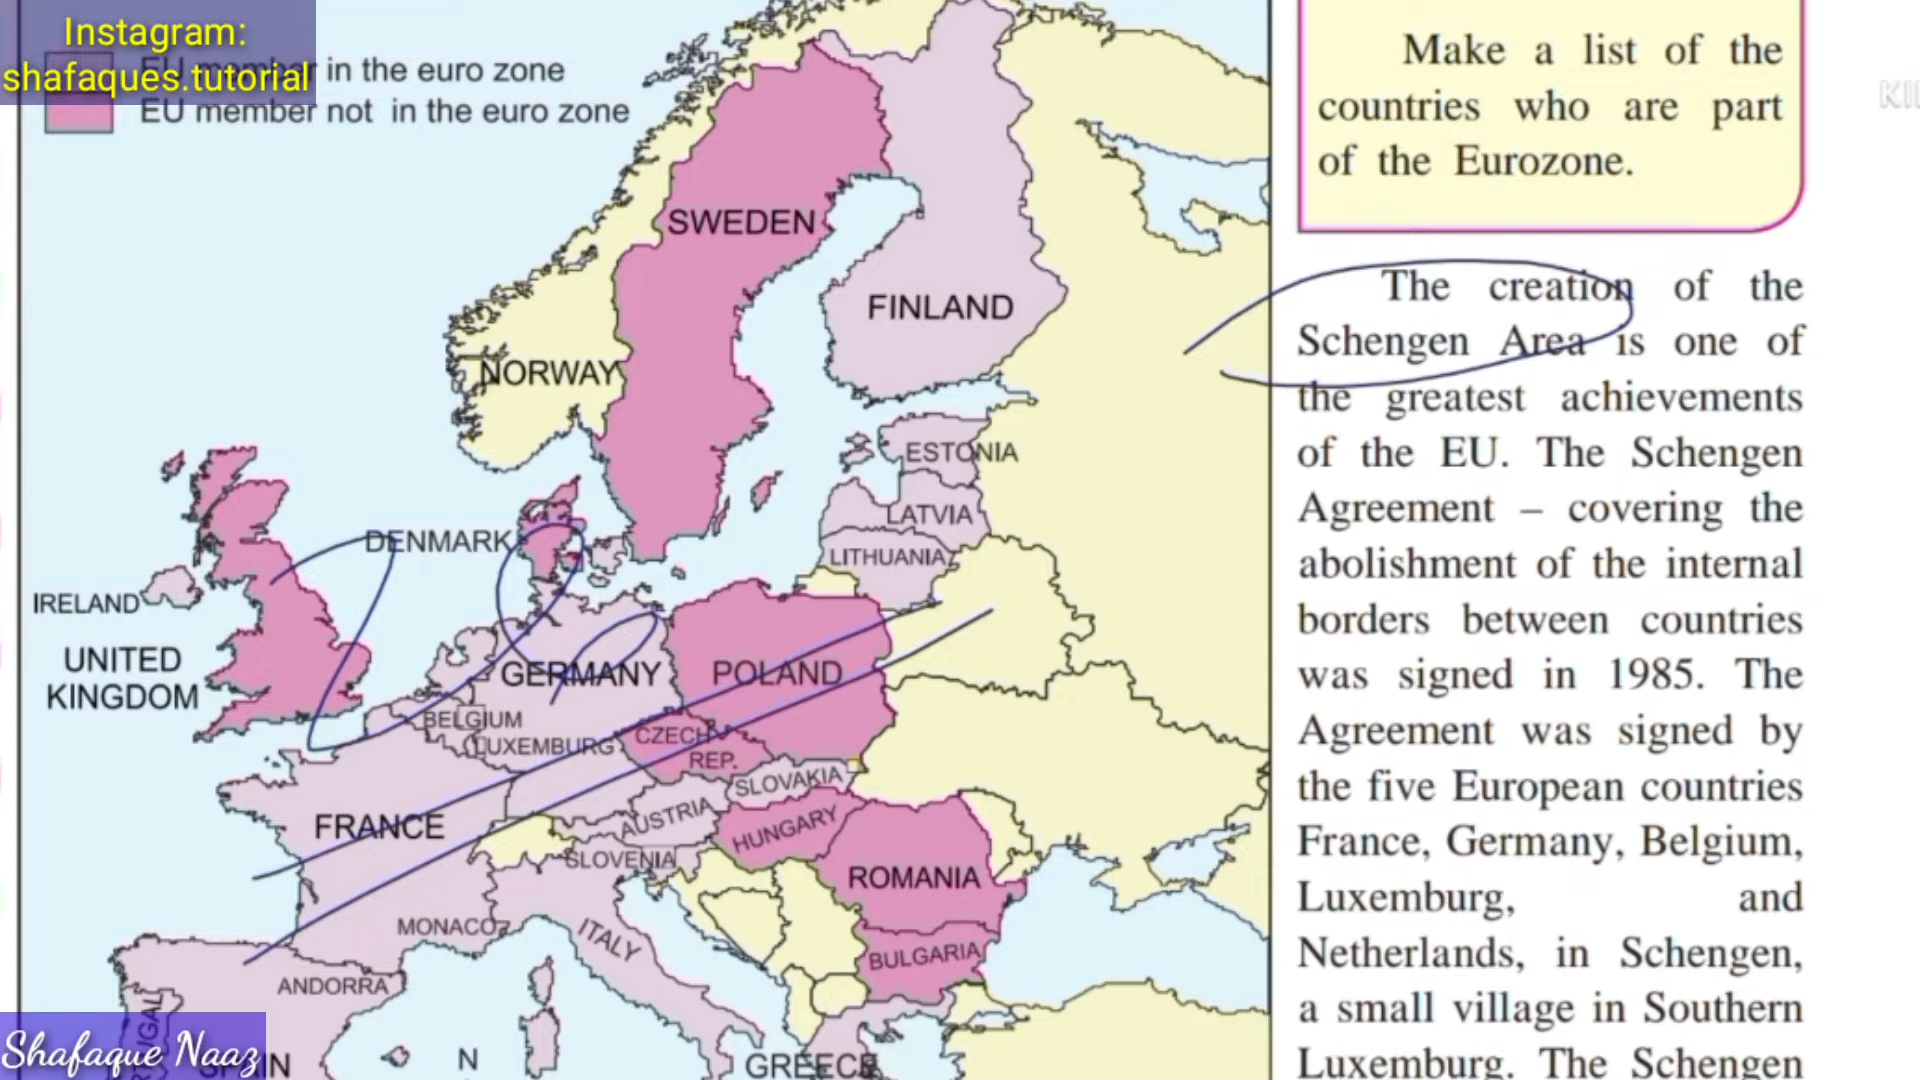 Instagram:
shafaques.tutorial
EU member in the euro zone
EU member not in the euro zone
SWEDEN
FINLAND
NORWAY
ESTONIA
LATVIA
LITHUANIA
DENMARK
IRELAND
UNITED
KINGDOM
GERMANY
POLAND
BELGIUM
LUXEMBURG
CZECH
REP.
SLOVAKIA
AUSTRIA
HUNGARY
FRANCE
SLOVENIA
ROMANIA
MONACO
ITALY
BULGARIA
ANDORRA
N
GREECE
Shafaque Naaz
Make a list of the
countries who are part
of the Eurozone.
The creation of the
Schengen Area is one of
the greatest achievements
of the EU. The Schengen
Agreement – covering the
abolishment of the internal
borders between countries
was signed in 1985. The
Agreement was signed by
the five European countries
France, Germany, Belgium,
Luxemburg, and
Netherlands, in Schengen,
a small village in Southern
Luxemburg. The Schengen